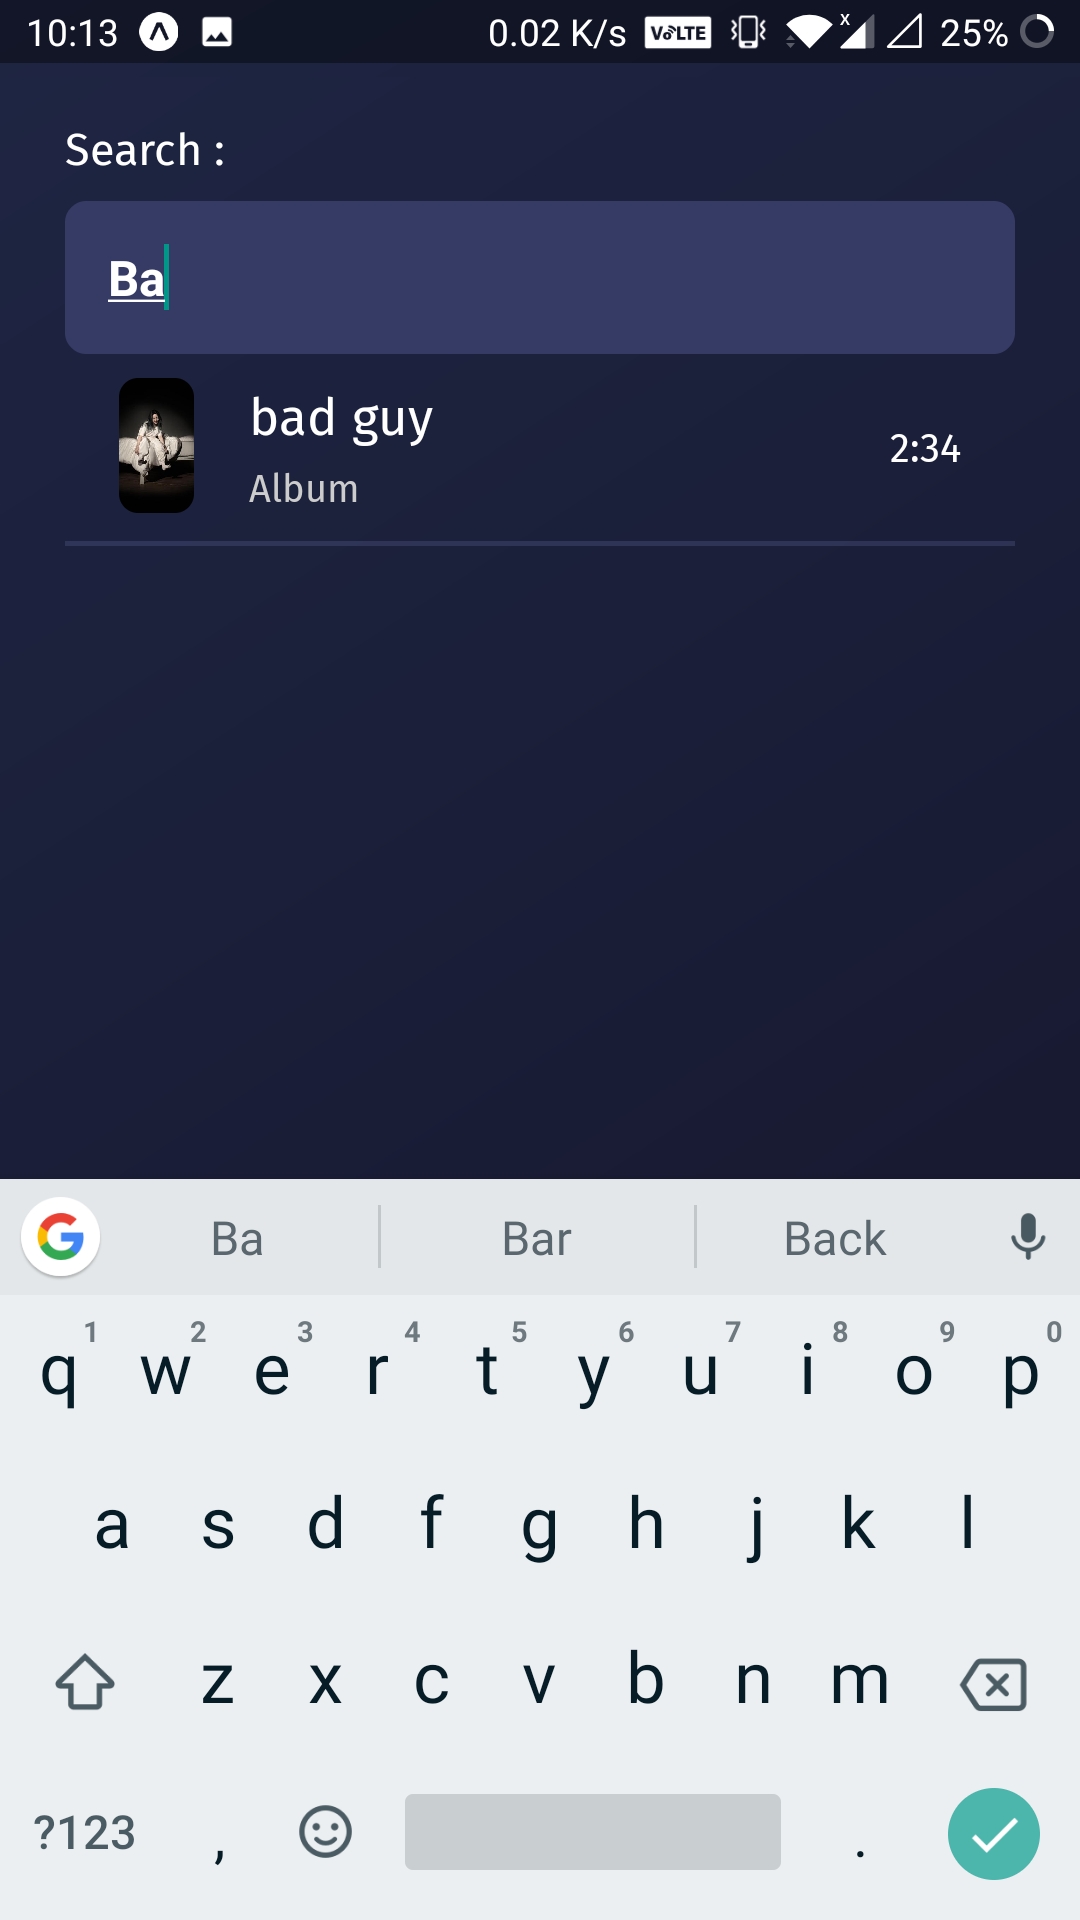 10:13 0.02 K/s VoLTE x 25%
Search :
Ba
bad guy
2:34
Album
Ba Bar Back
1 2 3 4 5 6 7 8 9 0
q w e r t y u i o p
a s d f g h j k l
z x c v b n m
?123 , .